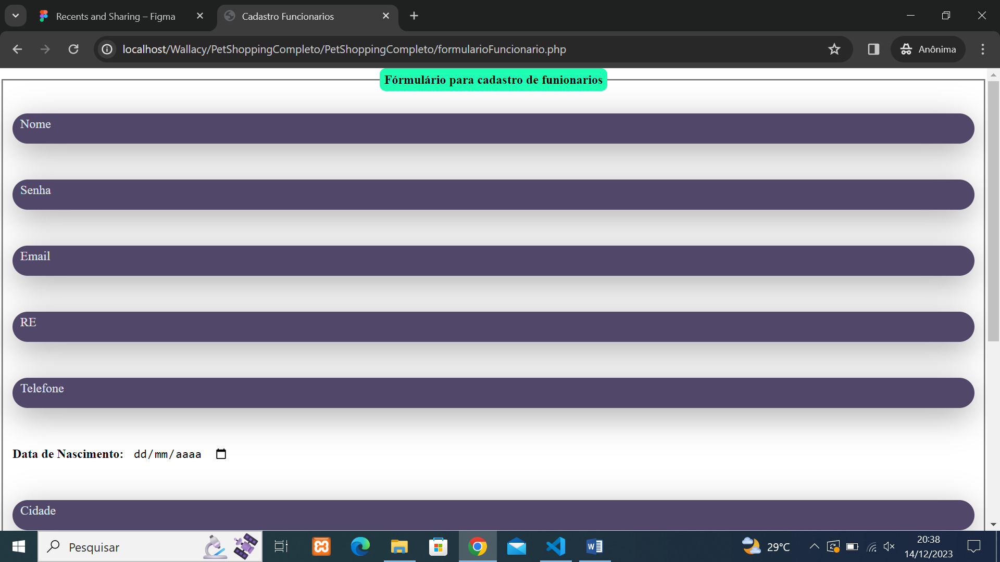 Recents and Sharing – Figma
Cadastro Funcionarios
localhost/Wallacy/PetShoppingCompleto/PetShoppingCompleto/formularioFuncionario.php
Anônima
Fórmulário para cadastro de funionarios
Nome
Senha
Email
RE
Telefone
Data de Nascimento: dd/mm/aaaa
Cidade
Pesquisar
29°C
20:38
14/12/2023